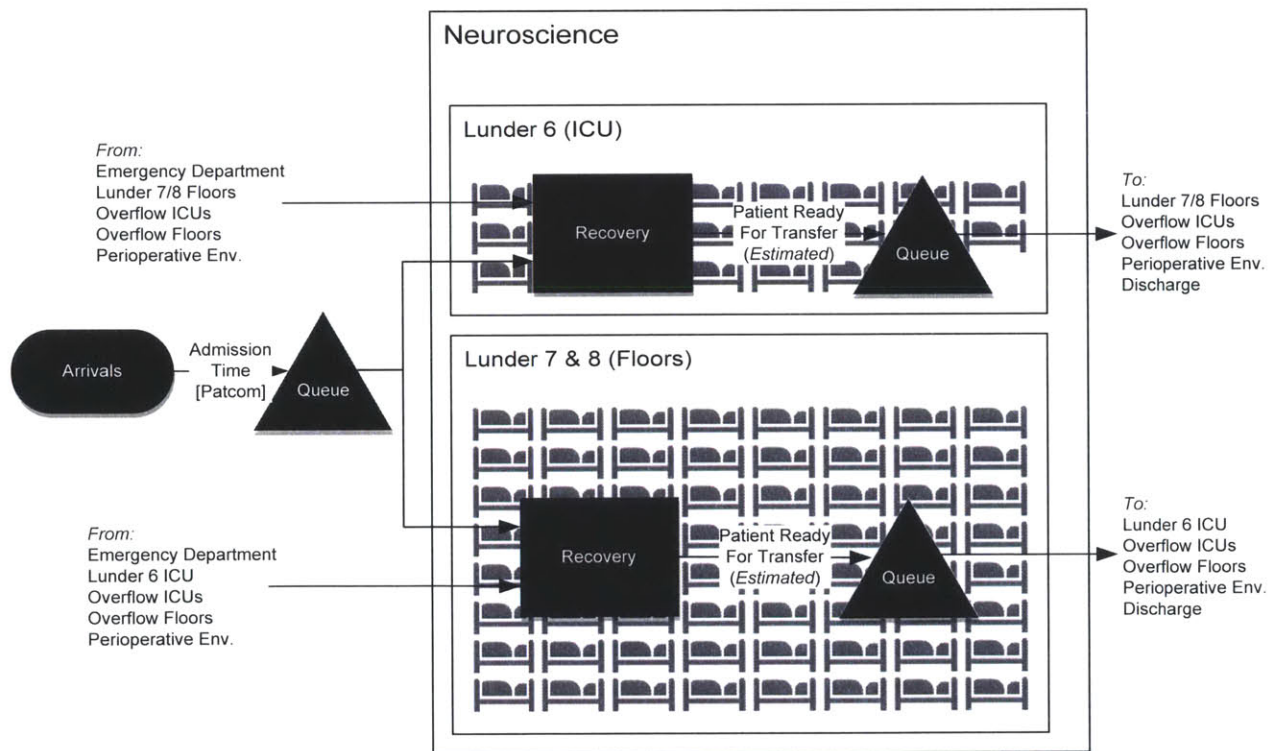 Neuroscience
Lunder 6 (ICU)
From:
Emergency Department
Lunder 7/8 Floors
Overflow ICUs
Overflow Floors
Perioperative Env.
Recovery
Patient Ready
For Transfer
(Estimated)
Queue
To:
Lunder 7/8 Floors
Overflow ICUs
Overflow Floors
Perioperative Env.
Discharge
Arrivals
Admission
Time
[Patcom]
Queue
Lunder 7 & 8 (Floors)
From:
Emergency Department
Lunder 6 ICU
Overflow ICUs
Overflow Floors
Perioperative Env.
Recovery
Patient Ready
For Transfer
(Estimated)
Queue
To:
Lunder 6 ICU
Overflow ICUs
Overflow Floors
Perioperative Env.
Discharge